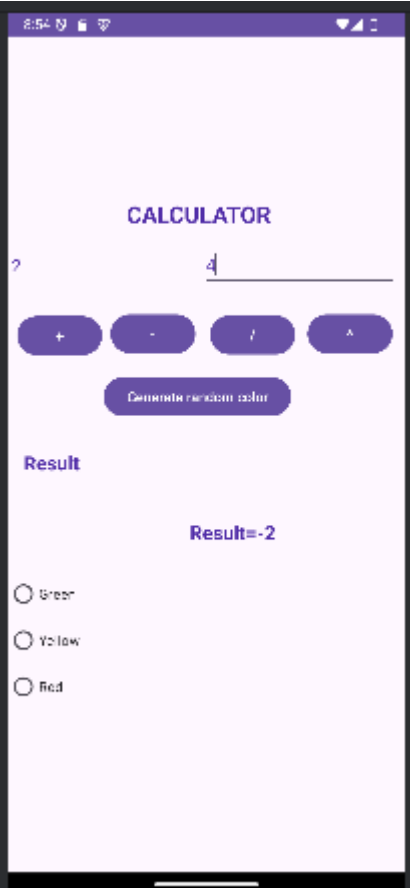 8:54
CALCULATOR
2 4
+ - / ^
Generate random color
Result
Result=-2
Green
Yellow
Red